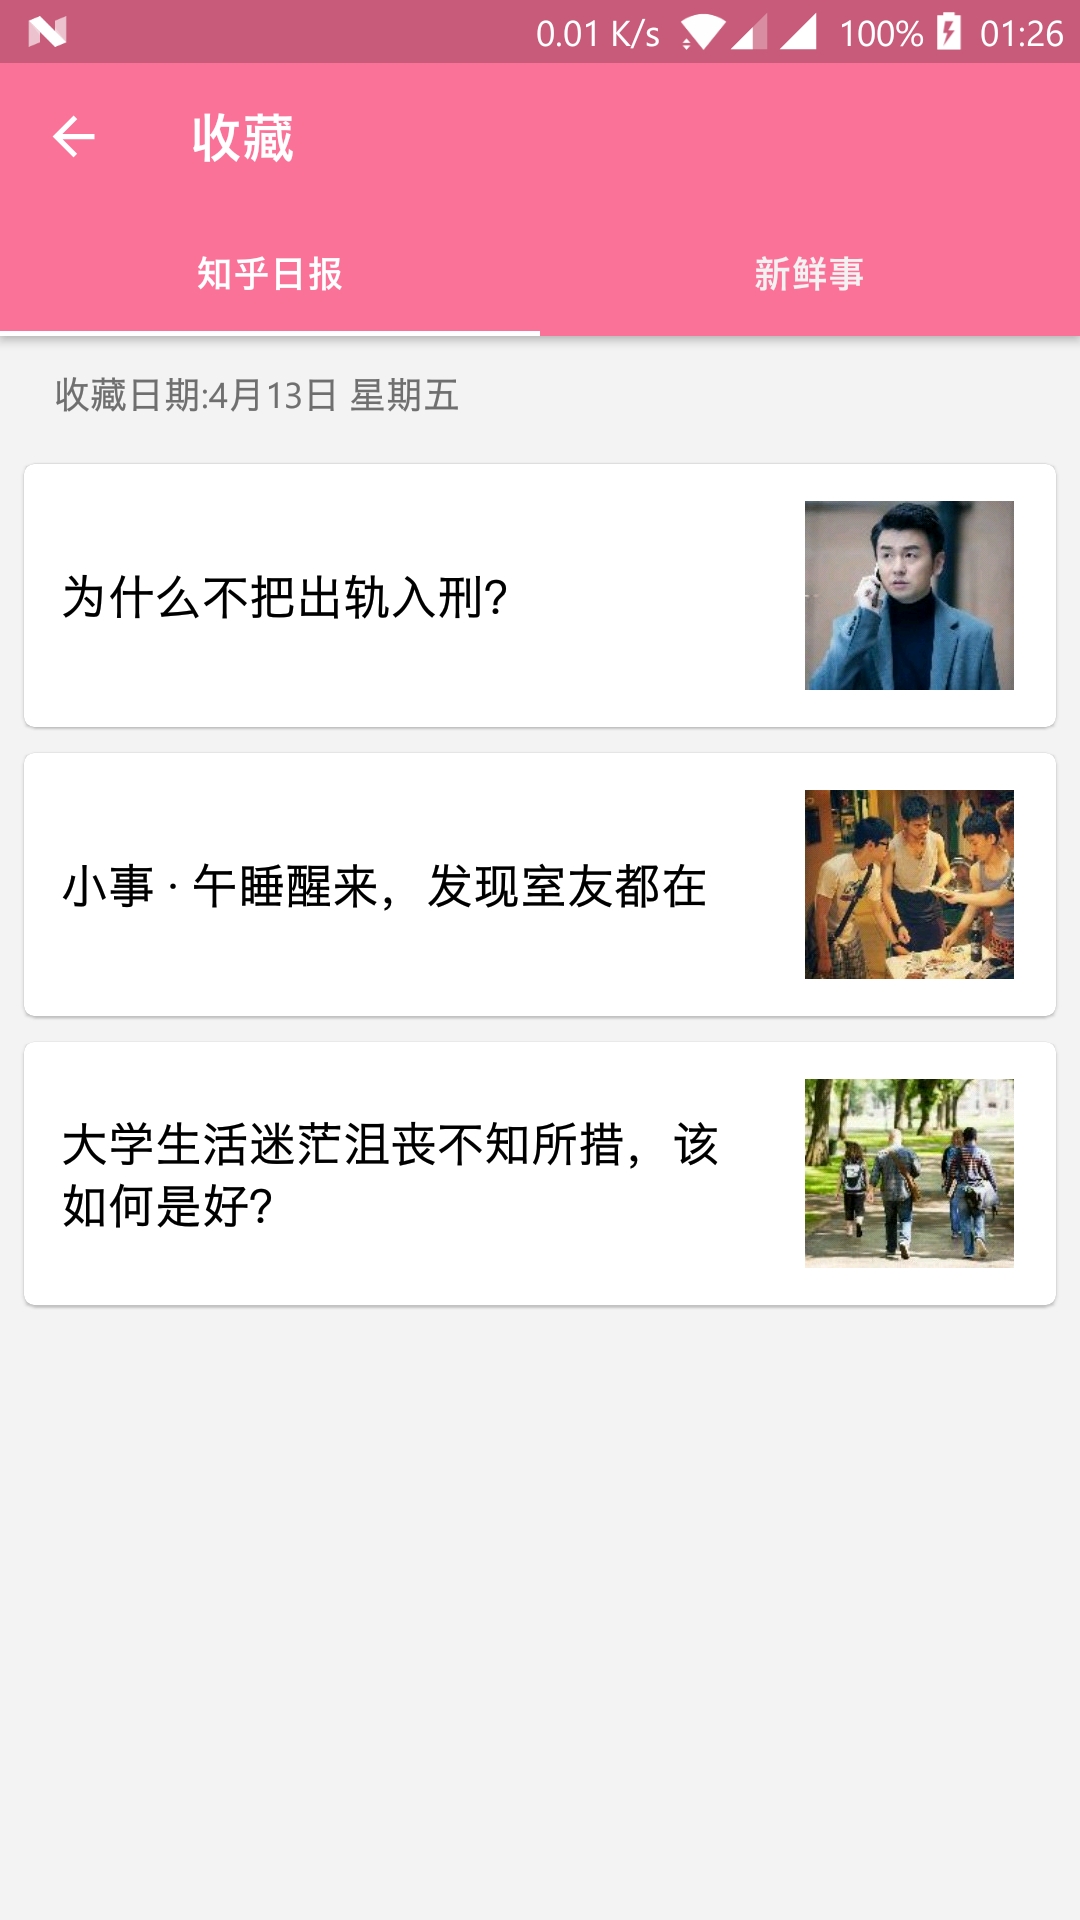 0.01 K/s 100% 01:26
收藏
知乎日报 新鲜事
收藏日期:4月13日 星期五
为什么不把出轨入刑?
小事 · 午睡醒来，发现室友都在
大学生活迷茫沮丧不知所措，该
如何是好?